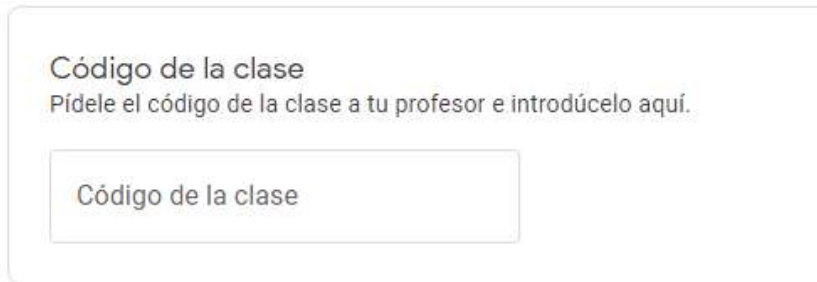 Código de la clase
Pídele el código de la clase a tu profesor e introdúcelo aquí.
Código de la clase